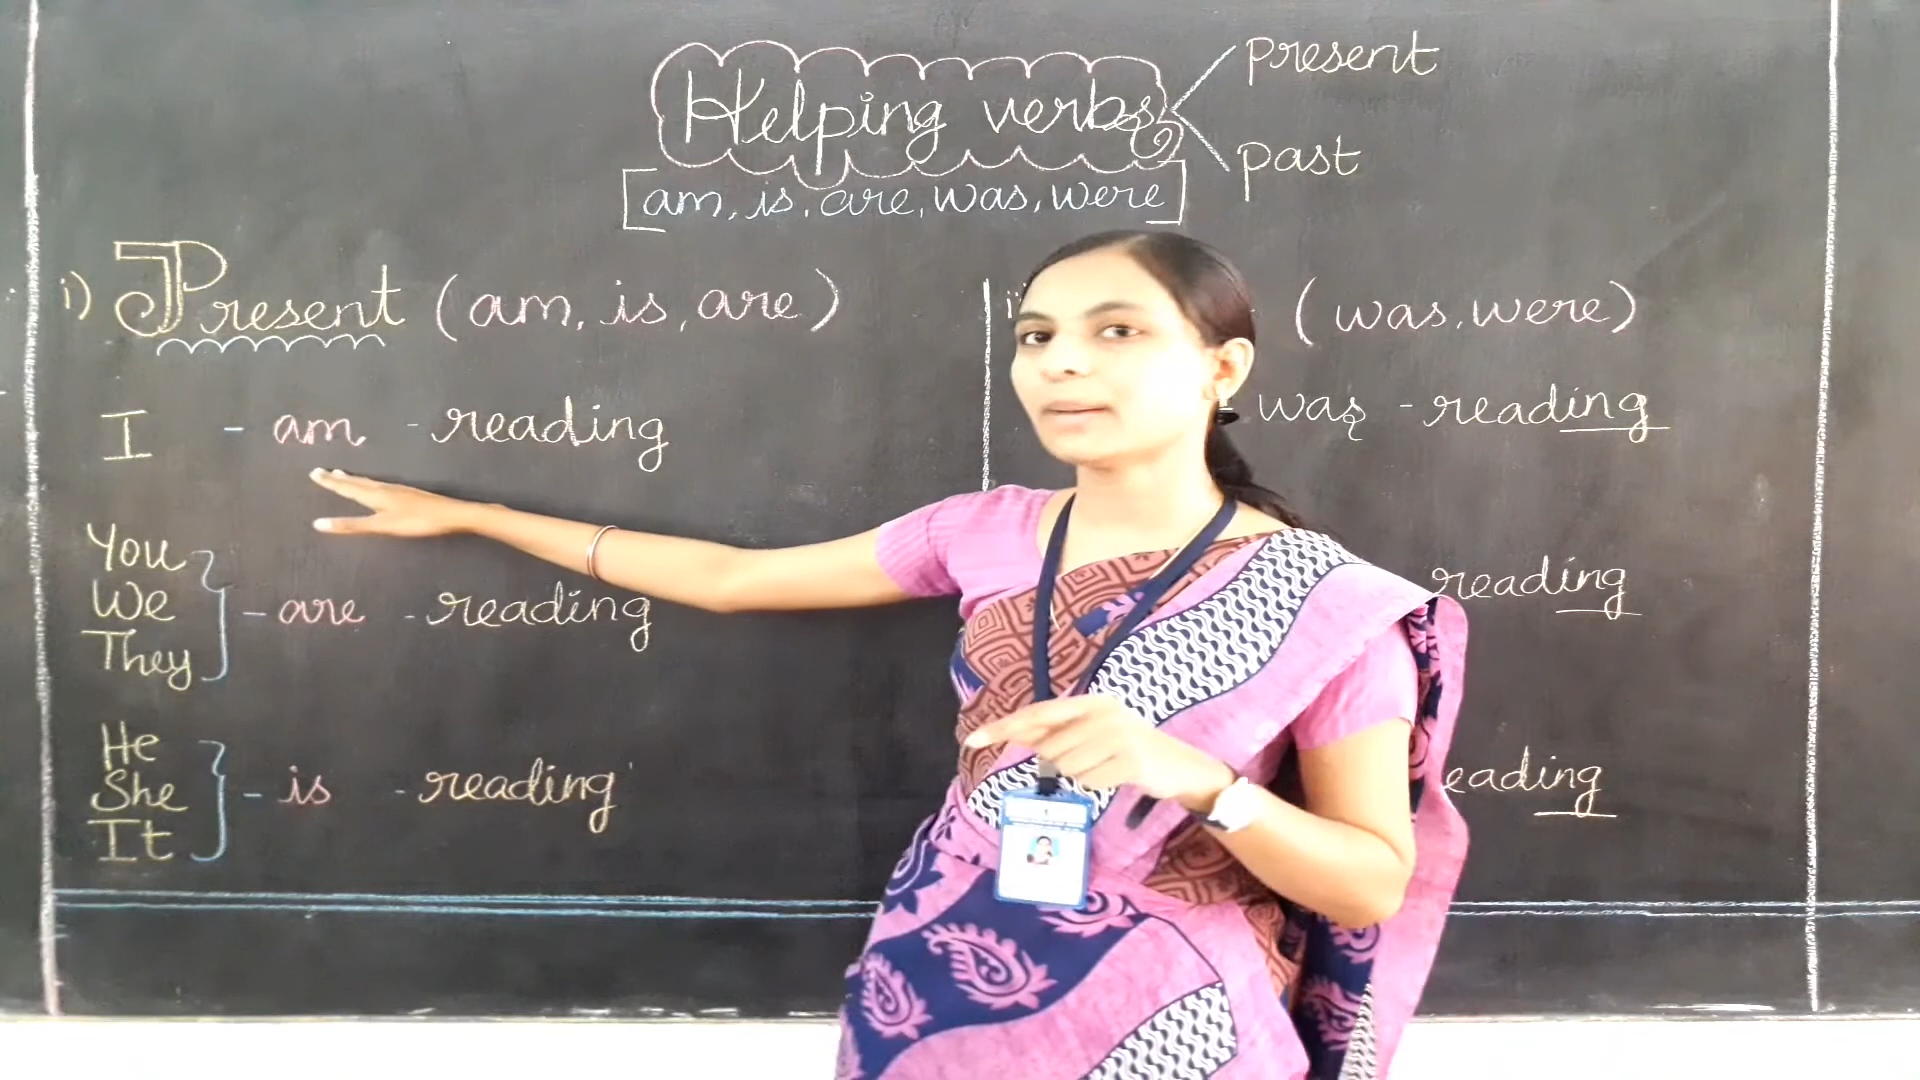 Helping verbs
present
past
[am, is, are, was, were]
i) Present (am, is, are)
I - am - reading
You
We
They
- are - reading
He
She
It
- is - reading
(was, were)
was - reading
reading
eading